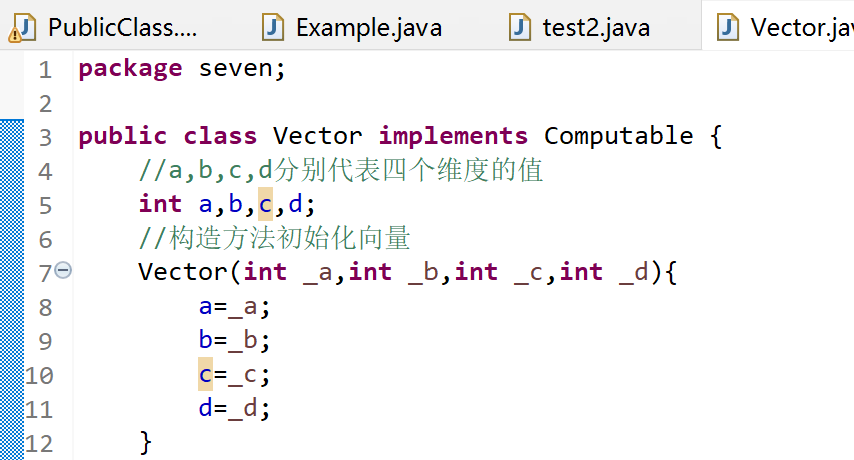 PublicClass.... Example.java test2.java Vector.jav
1 package seven;
2
3 public class Vector implements Computable {
4 //a,b,c,d分别代表四个维度的值
5 int a,b,c,d;
6 //构造方法初始化向量
7 Vector(int _a,int _b,int _c,int _d){
8 a=_a;
9 b=_b;
10 c=_c;
11 d=_d;
12 }